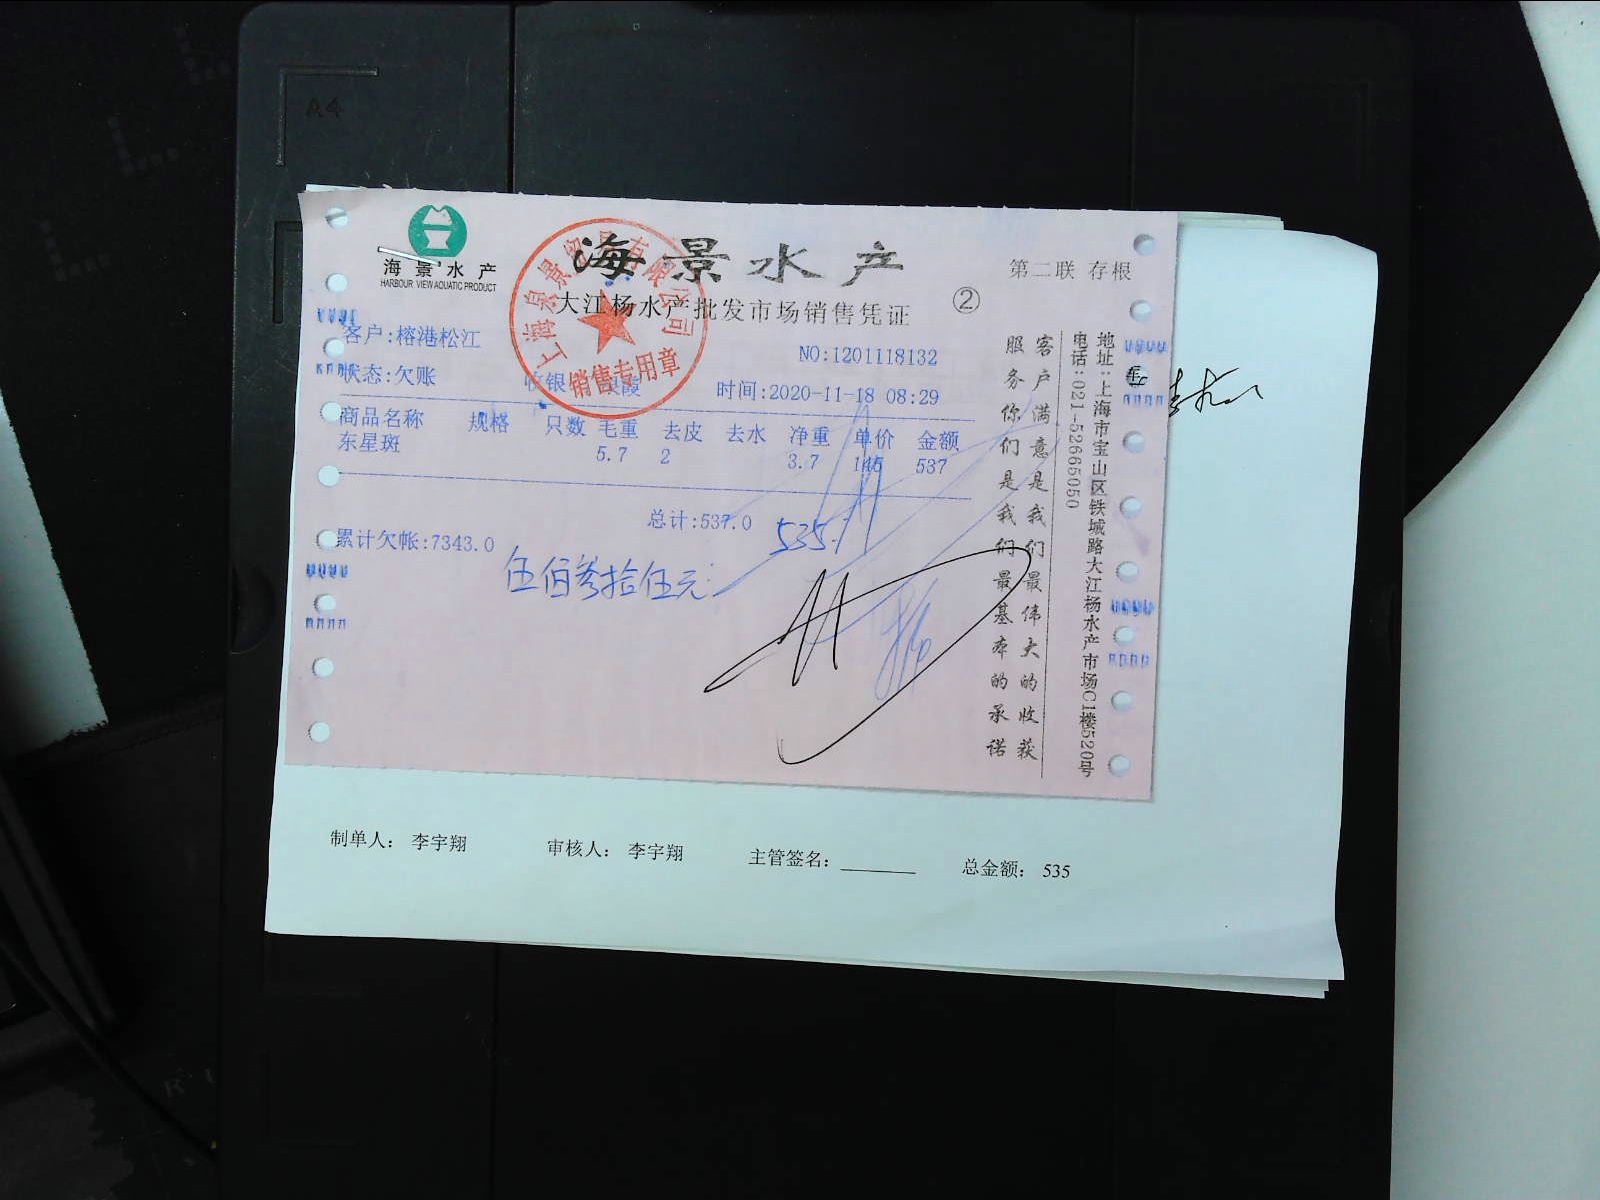 A4
海景水产
HARBOUR VIEW AQUATIC PRODUCT
海景水产
第二联 存根
大江杨水产批发市场销售凭证 ②
上海泉景贸易有限公司
销售专用章
客户:榕港松江
NO:1201118132
状态:欠账
收银
霞
时间:2020-11-18 08:29
商品名称 规格 只数 毛重 去皮 去水 净重 单价 金额
东星斑 5.7 2 3.7 145 537
总计:537.0
535
累计欠帐:7343.0
伍佰叁拾伍元
客户满意是我们最伟大的收获
服务你们是我们最基本的承诺
地址:上海市宝山区铁城路大江杨水产市场C1楼520号
电话:021-52665050
制单人: 李宇翔
审核人: 李宇翔
主管签名:
总金额: 535